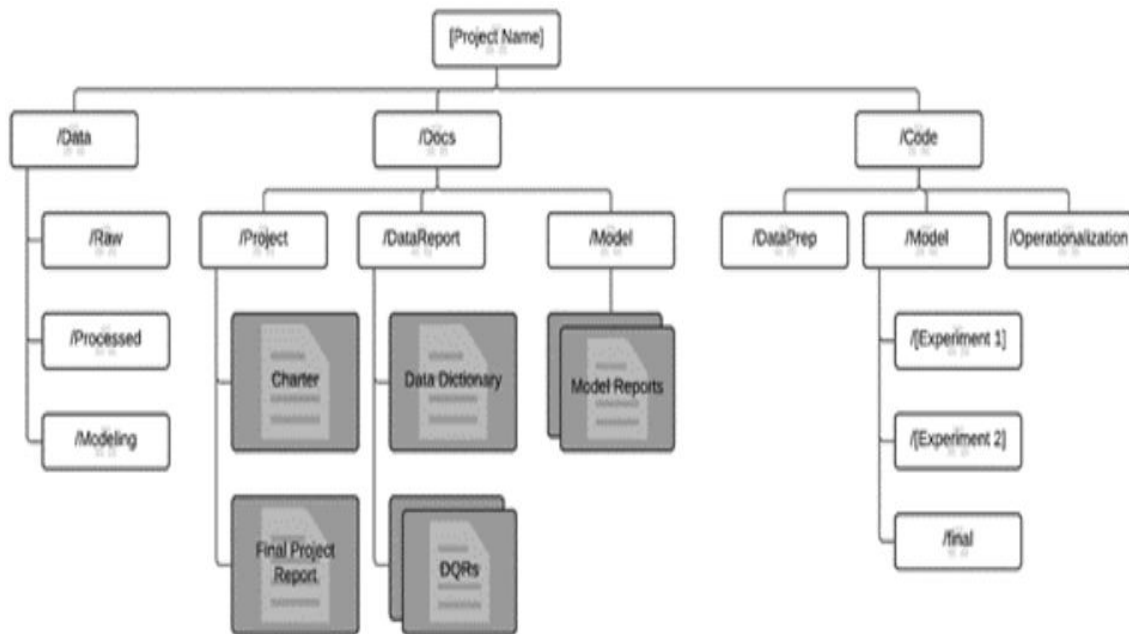 [Project Name]
/Data
/Docs
/Code
/Raw
/Project
/DataReport
/Model
/DataPrep
/Model
/Operationalization
/Processed
Charter
Data Dictionary
Model Reports
/[Experiment 1]
/Modeling
/[Experiment 2]
Final Project
Report
DQRs
/final